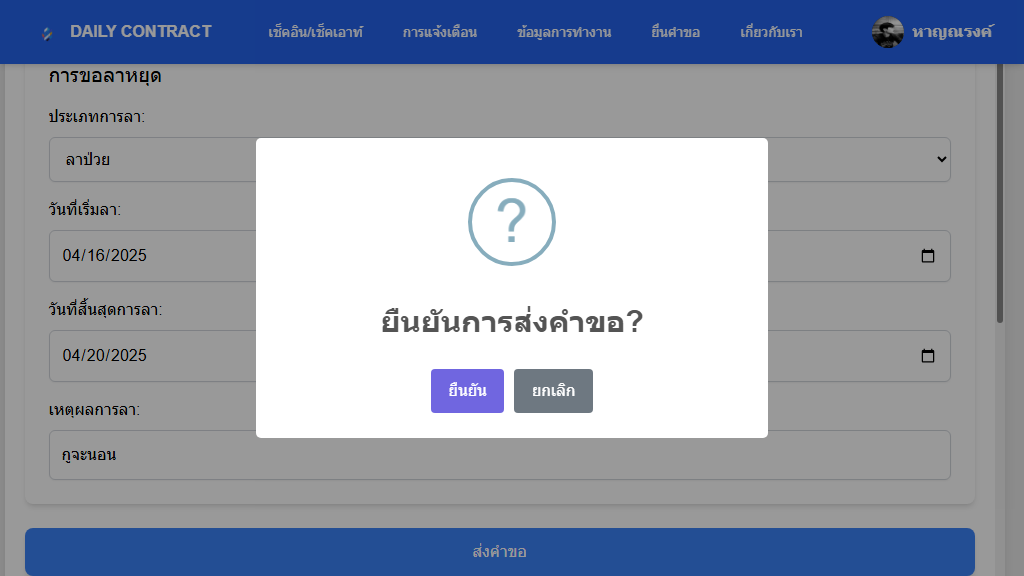 DAILY CONTRACT
เช็คอิน/เช็คเอาท์
การแจ้งเตือน
ข้อมูลการทำงาน
ยื่นคำขอ
เกี่ยวกับเรา
หาญณรงค์
การขอลาหยุด
ประเภทการลา:
ลาป่วย
วันที่เริ่มลา:
04/16/2025
วันที่สิ้นสุดการลา:
04/20/2025
เหตุผลการลา:
กูจะนอน
?
ยืนยันการส่งคำขอ?
ยืนยัน
ยกเลิก
ส่งคำขอ